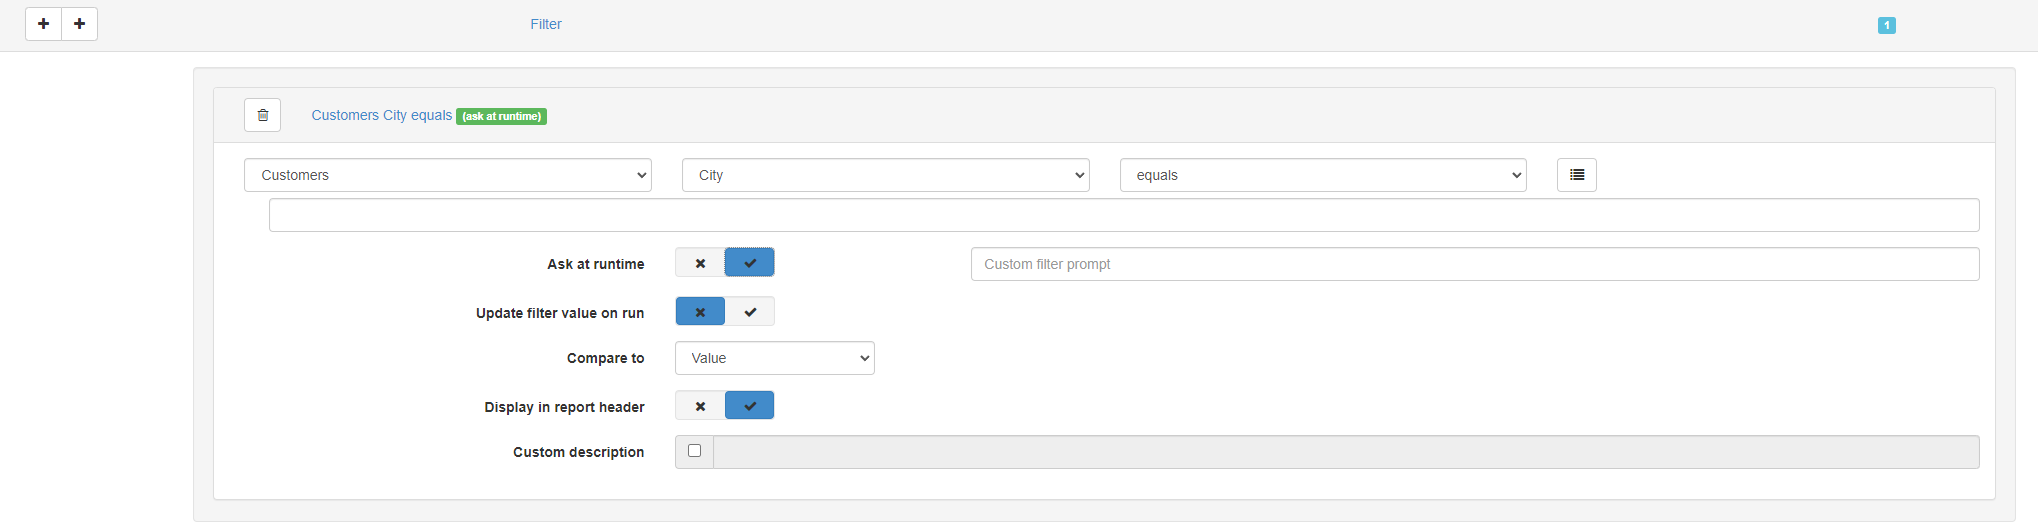 Filter
1
Customers City equals (ask at runtime)
Customers City equals
Ask at runtime Custom filter prompt
Update filter value on run
Compare to Value
Display in report header
Custom description